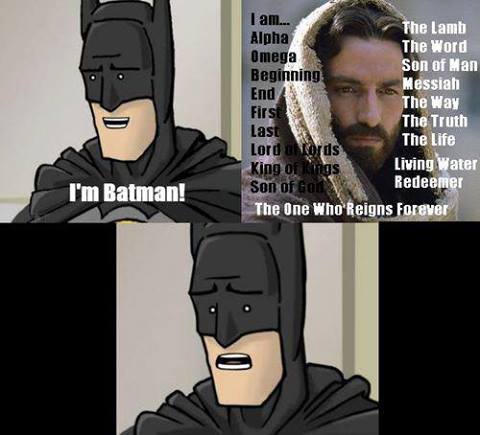 I'm Batman!
I am...
Alpha
Omega
Beginning
End
First
Last
Lord of Lords
King of Kings
Son of God
The Lamb
The Word
Son of Man
Messiah
The Way
The Truth
The Life
Living Water
Redeemer
The One Who Reigns Forever